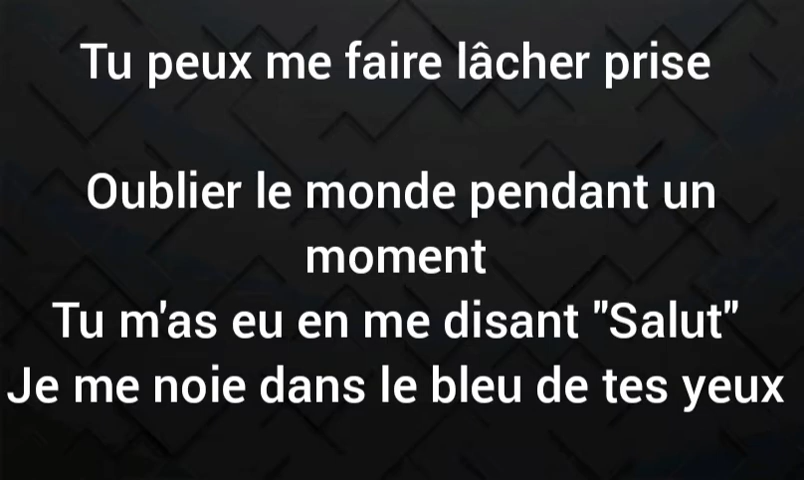 Tu peux me faire lâcher prise
Oublier le monde pendant un
moment
Tu m'as eu en me disant "Salut"
Je me noie dans le bleu de tes yeux